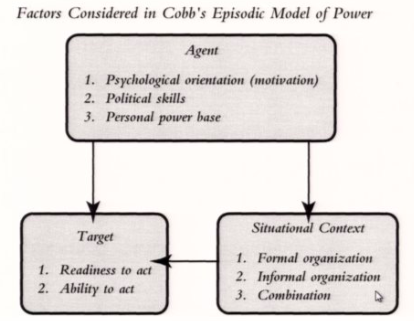 Factors Considered in Cobb's Episodic Model of Power
Agent
1. Psychological orientation (motivation)
2. Political skills
3. Personal power base
Target
1. Readiness to act
2. Ability to act
Situational Context
1. Formal organization
2. Informal organization
3. Combination